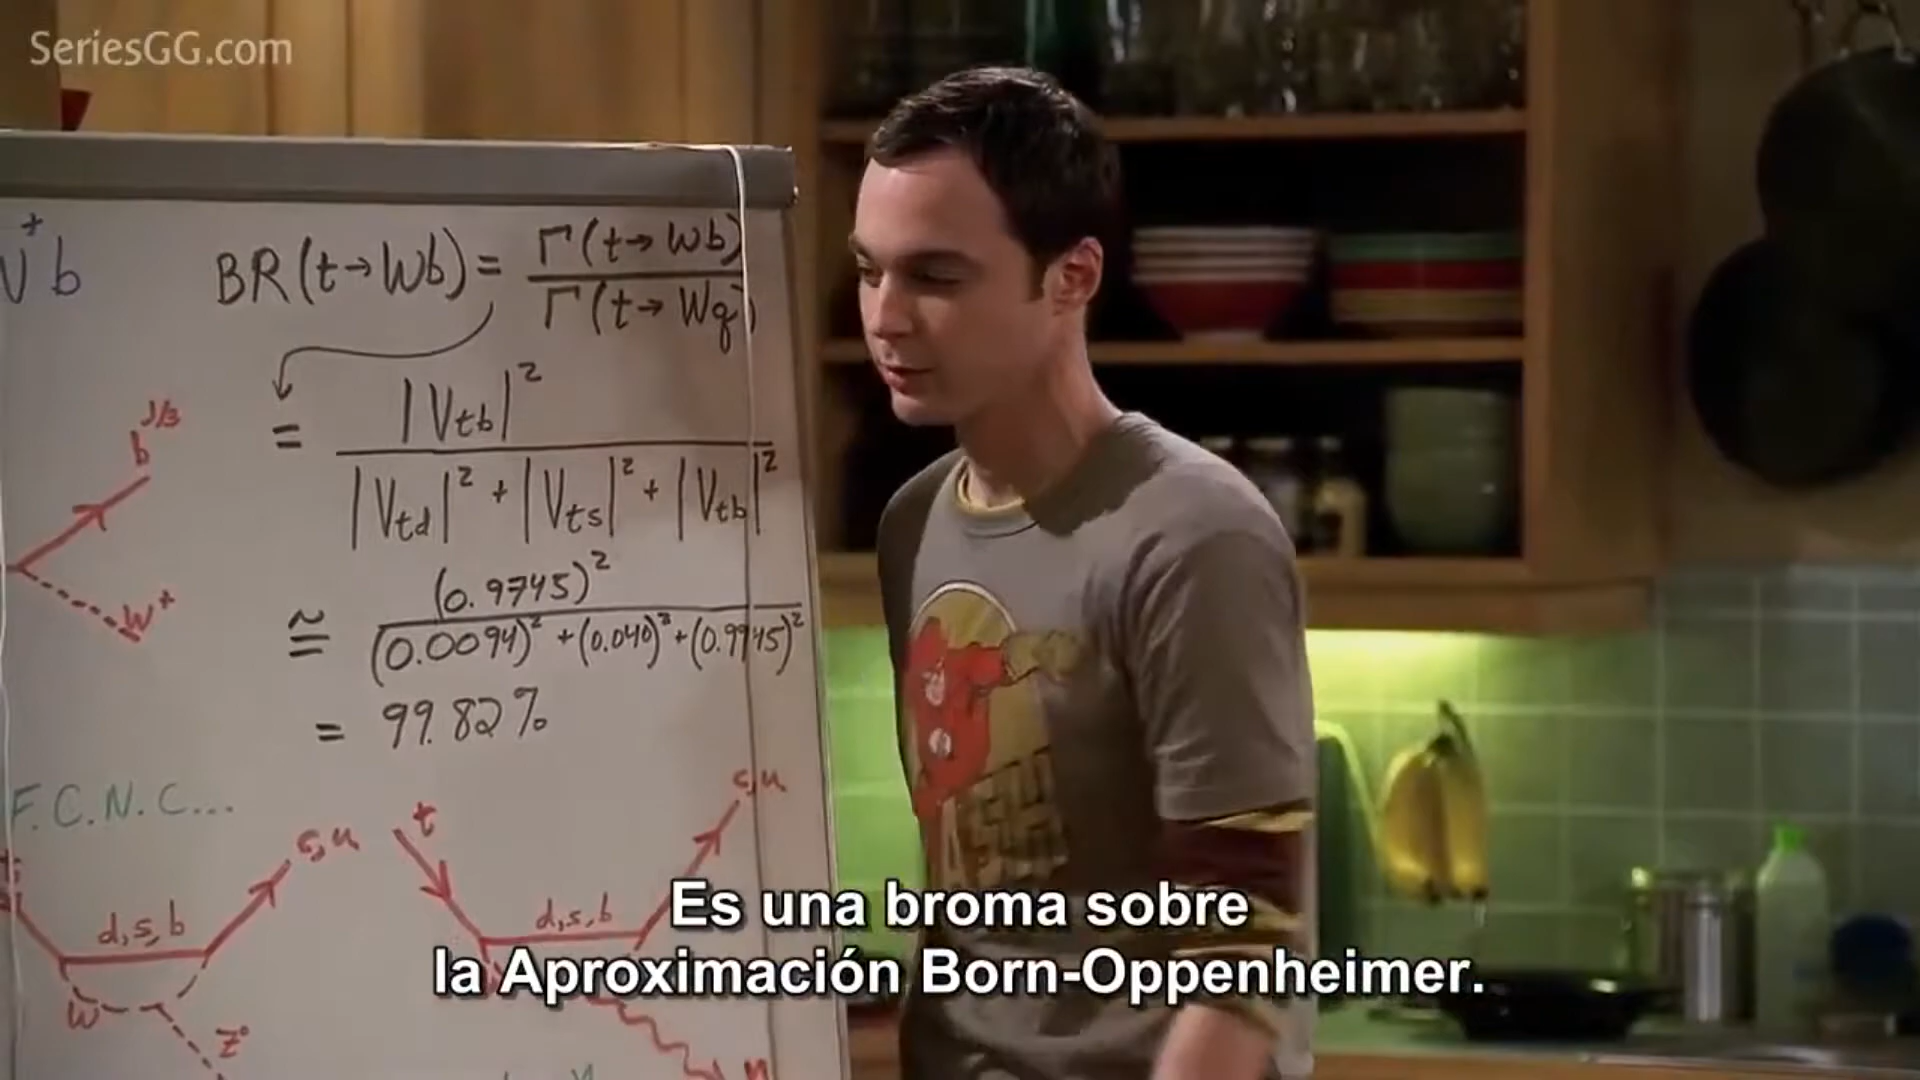 SeriesGG.com
W⁺b
BR(t→Wb) = Γ(t→Wb) / Γ(t→Wq)
= |Vtb|² / |Vtd|² + |Vts|² + |Vtb|²
b
W⁺
≅ (0.9745)² / (0.0094)² + (0.040)² + (0.9945)²
= 99.82%
F.C.N.C...
c,u
t
c,u
d,s,b
d,s,b
W
Z°
Es una broma sobre
la Aproximación Born-Oppenheimer.